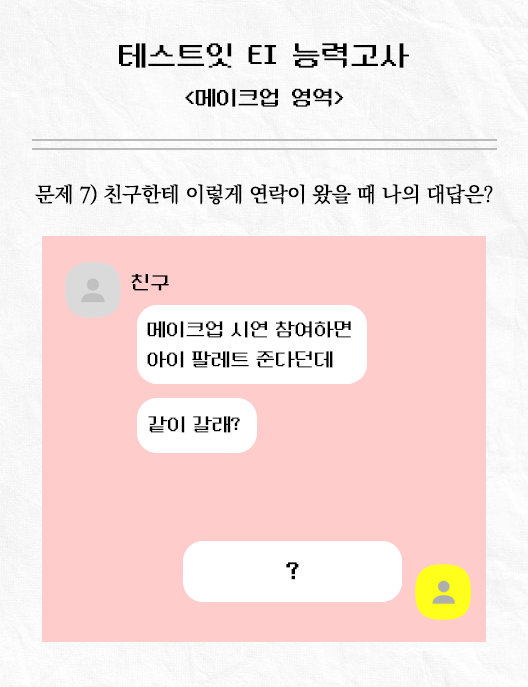 테스트잇 EI 능력고사
<메이크업 영역>
문제 7) 친구한테 이렇게 연락이 왔을 때 나의 대답은?
친구
메이크업 시연 참여하면
아이 팔레트 준다던데
같이 갈래?
?